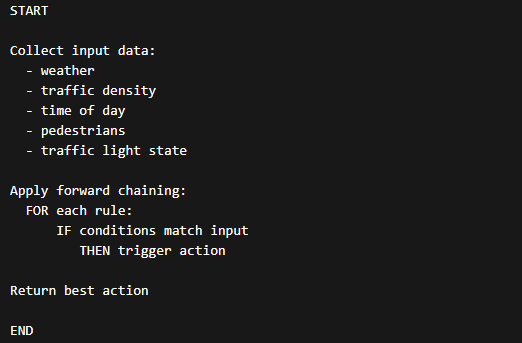 START
Collect input data:
- weather
- traffic density
- time of day
- pedestrians
- traffic light state
Apply forward chaining:
FOR each rule:
IF conditions match input
THEN trigger action
Return best action
END